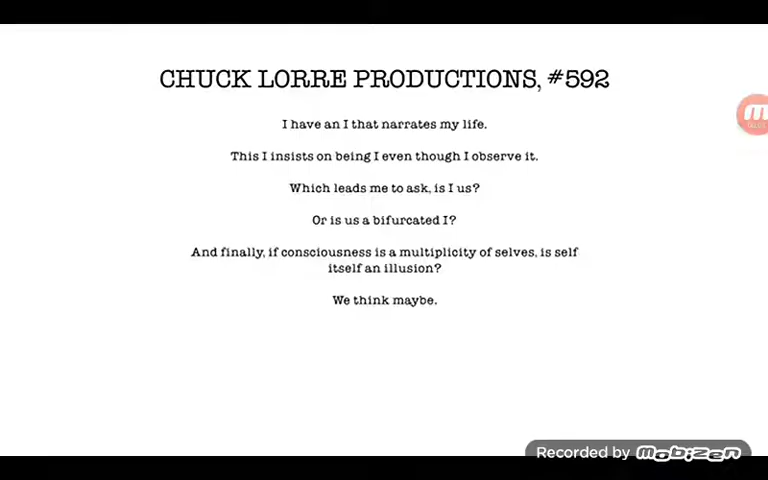 CHUCK LORRE PRODUCTIONS, #592
I have an I that narrates my life.
This I insists on being I even though I observe it.
Which leads me to ask, is I us?
Or is us a bifurcated I?
And finally, if consciousness is a multiplicity of selves, is self
itself an illusion?
We think maybe.
Recorded by MOBIZEN